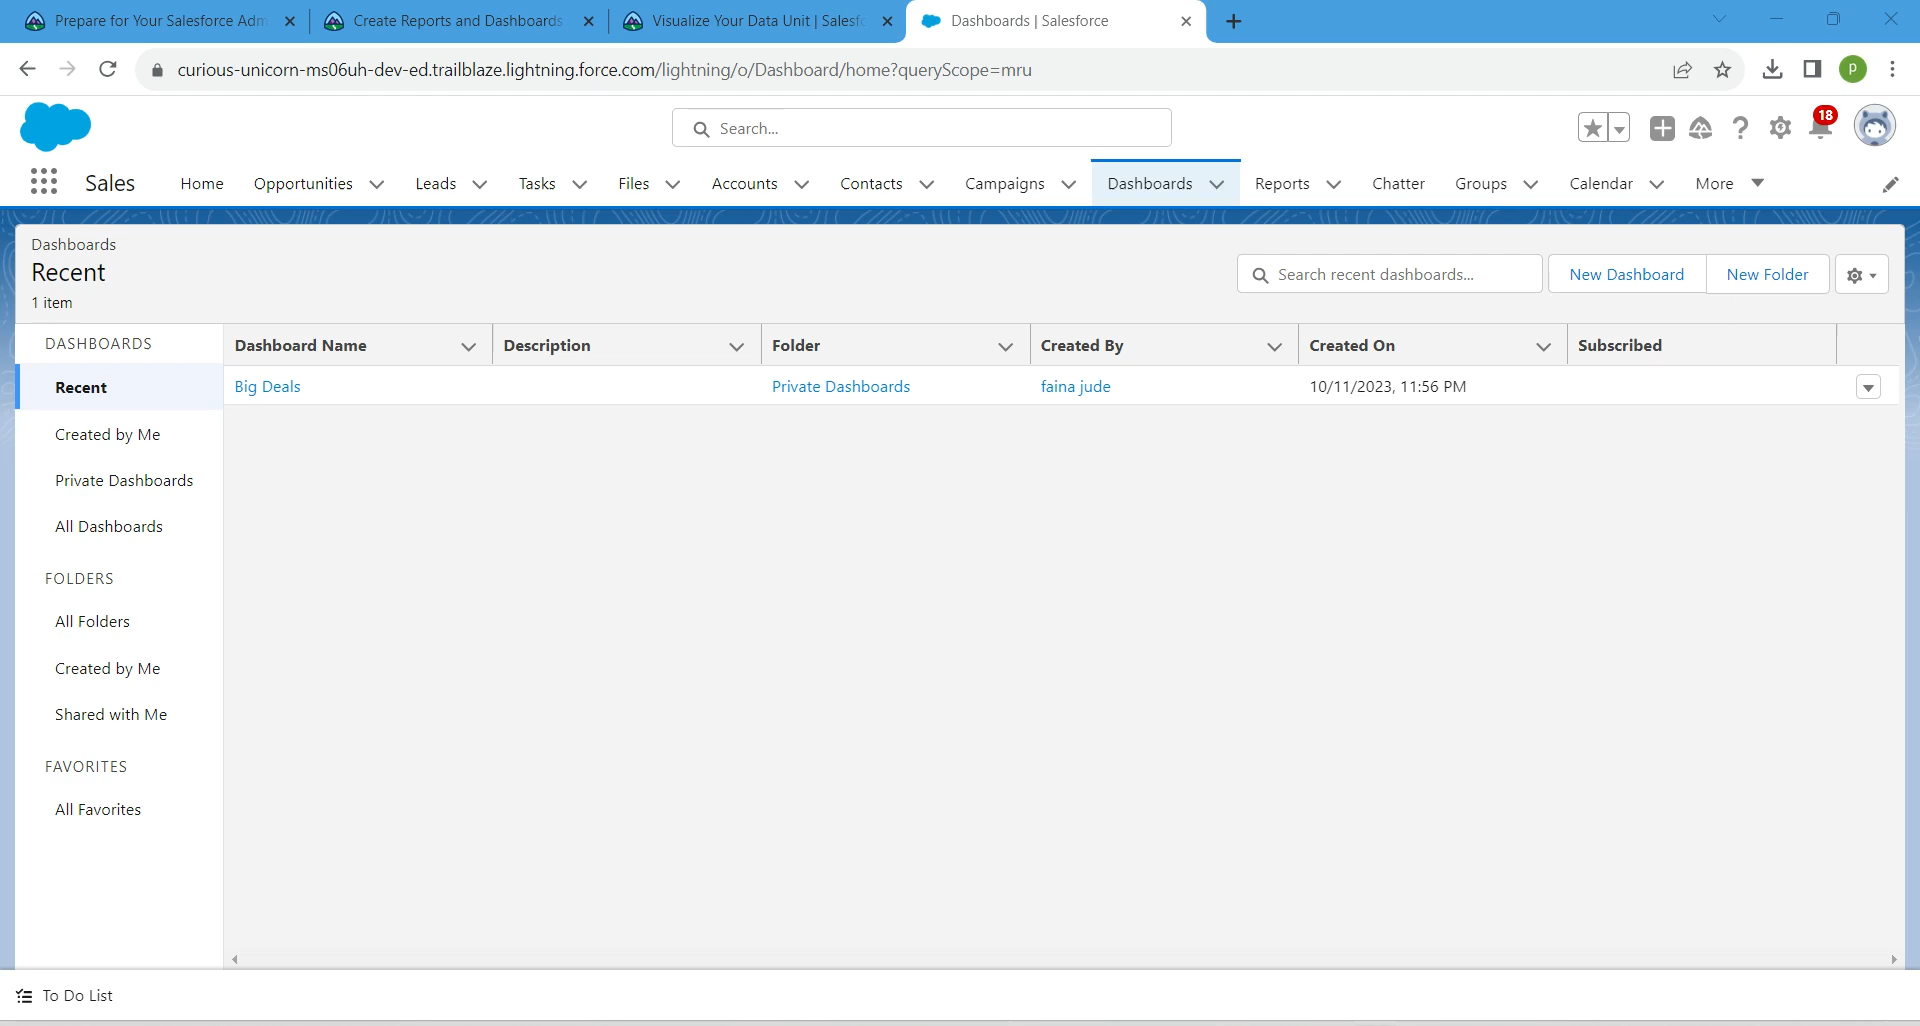 Prepare for Your Salesforce Adm
Create Reports and Dashboards
Visualize Your Data Unit | Salesf
Dashboards | Salesforce
curious-unicorn-ms06uh-dev-ed.trailblaze.lightning.force.com/lightning/o/Dashboard/home?queryScope=mru
p
Search...
18
Sales
Home
Opportunities
Leads
Tasks
Files
Accounts
Contacts
Campaigns
Dashboards
Reports
Chatter
Groups
Calendar
More
Dashboards
Recent
1 item
Search recent dashboards...
New Dashboard
New Folder
DASHBOARDS
Recent
Created by Me
Private Dashboards
All Dashboards
FOLDERS
All Folders
Created by Me
Shared with Me
FAVORITES
All Favorites
Dashboard Name
Description
Folder
Created By
Created On
Subscribed
Big Deals
Private Dashboards
faina jude
10/11/2023, 11:56 PM
To Do List